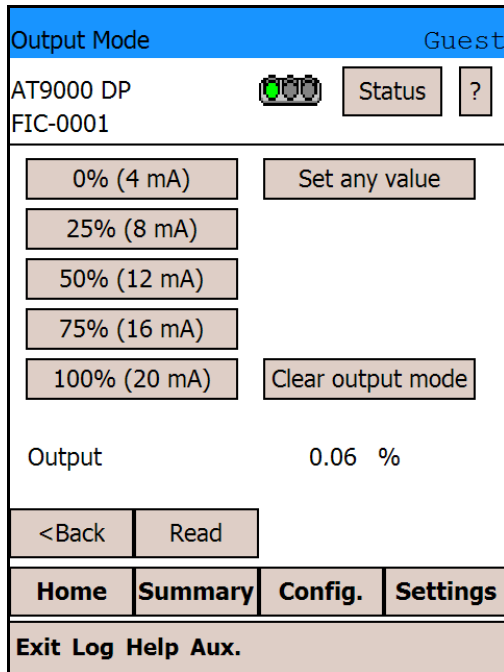 Output Mode Guest
AT9000 DP
FIC-0001
Status ?
0% (4 mA) Set any value
25% (8 mA)
50% (12 mA)
75% (16 mA)
100% (20 mA) Clear output mode
Output 0.06 %
<Back Read
Home Summary Config. Settings
Exit Log Help Aux.